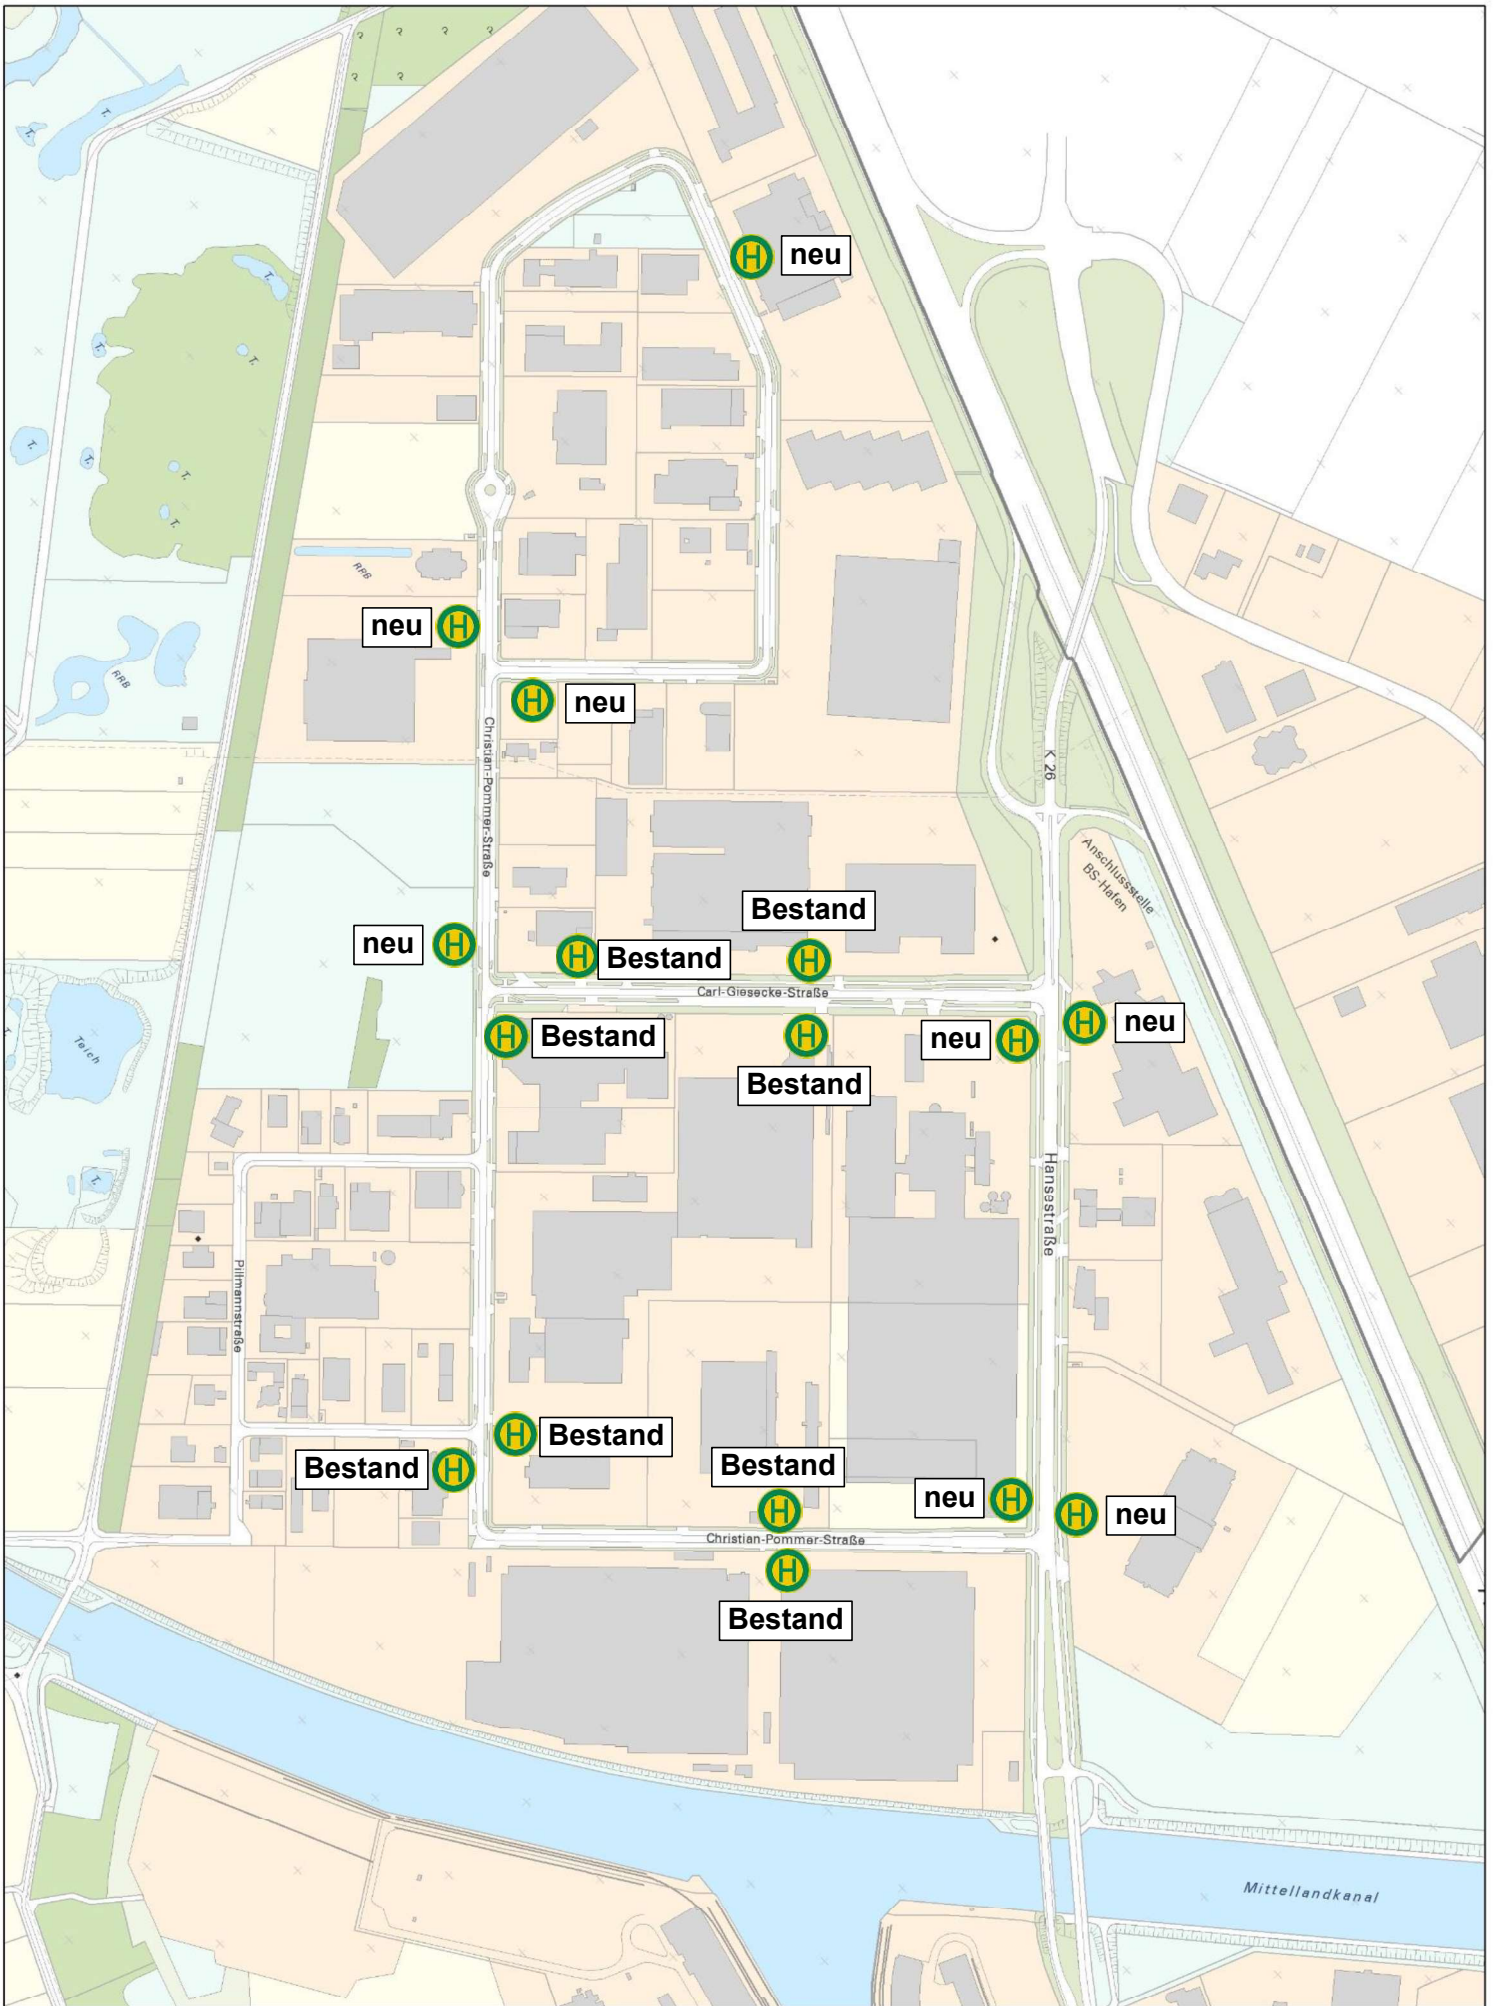 T.
T.
H neu
T.
T.
T.
T.
T.
T.
T.
RRB
neu H
RRB
H neu
Christian-Pommer-Straße
K 26
Anschlussstelle
BS-Hafen
Bestand
neu H
H Bestand
H
Carl-Giesecke-Straße
H Bestand
H
neu H
H neu
Bestand
Teich
T.
T.
Hansestraße
Pillmannstraße
H Bestand
Bestand H
Bestand
H
neu H
H neu
Christian-Pommer-Straße
H
Bestand
Mittellandkanal